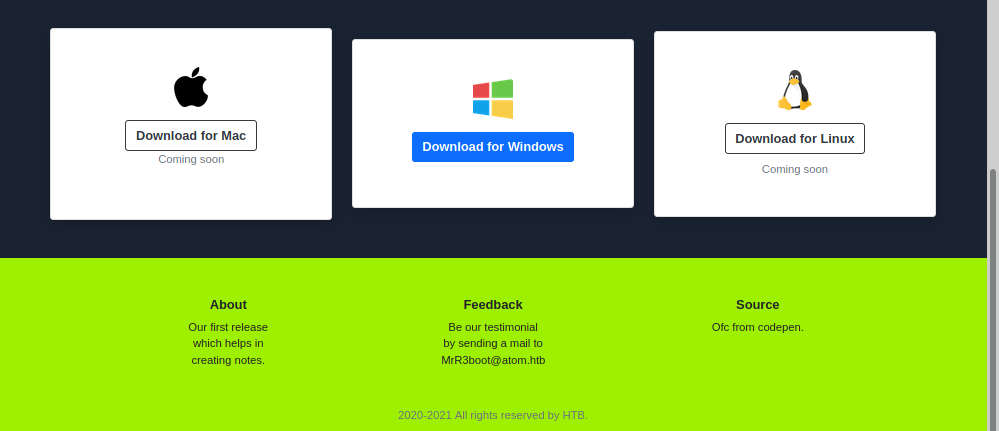 Download for Mac
Coming soon
Download for Windows
Download for Linux
Coming soon
About
Our first release
which helps in
creating notes.
Feedback
Be our testimonial
by sending a mail to
MrR3boot@atom.htb
Source
Ofc from codepen.
2020-2021 All rights reserved by HTB.